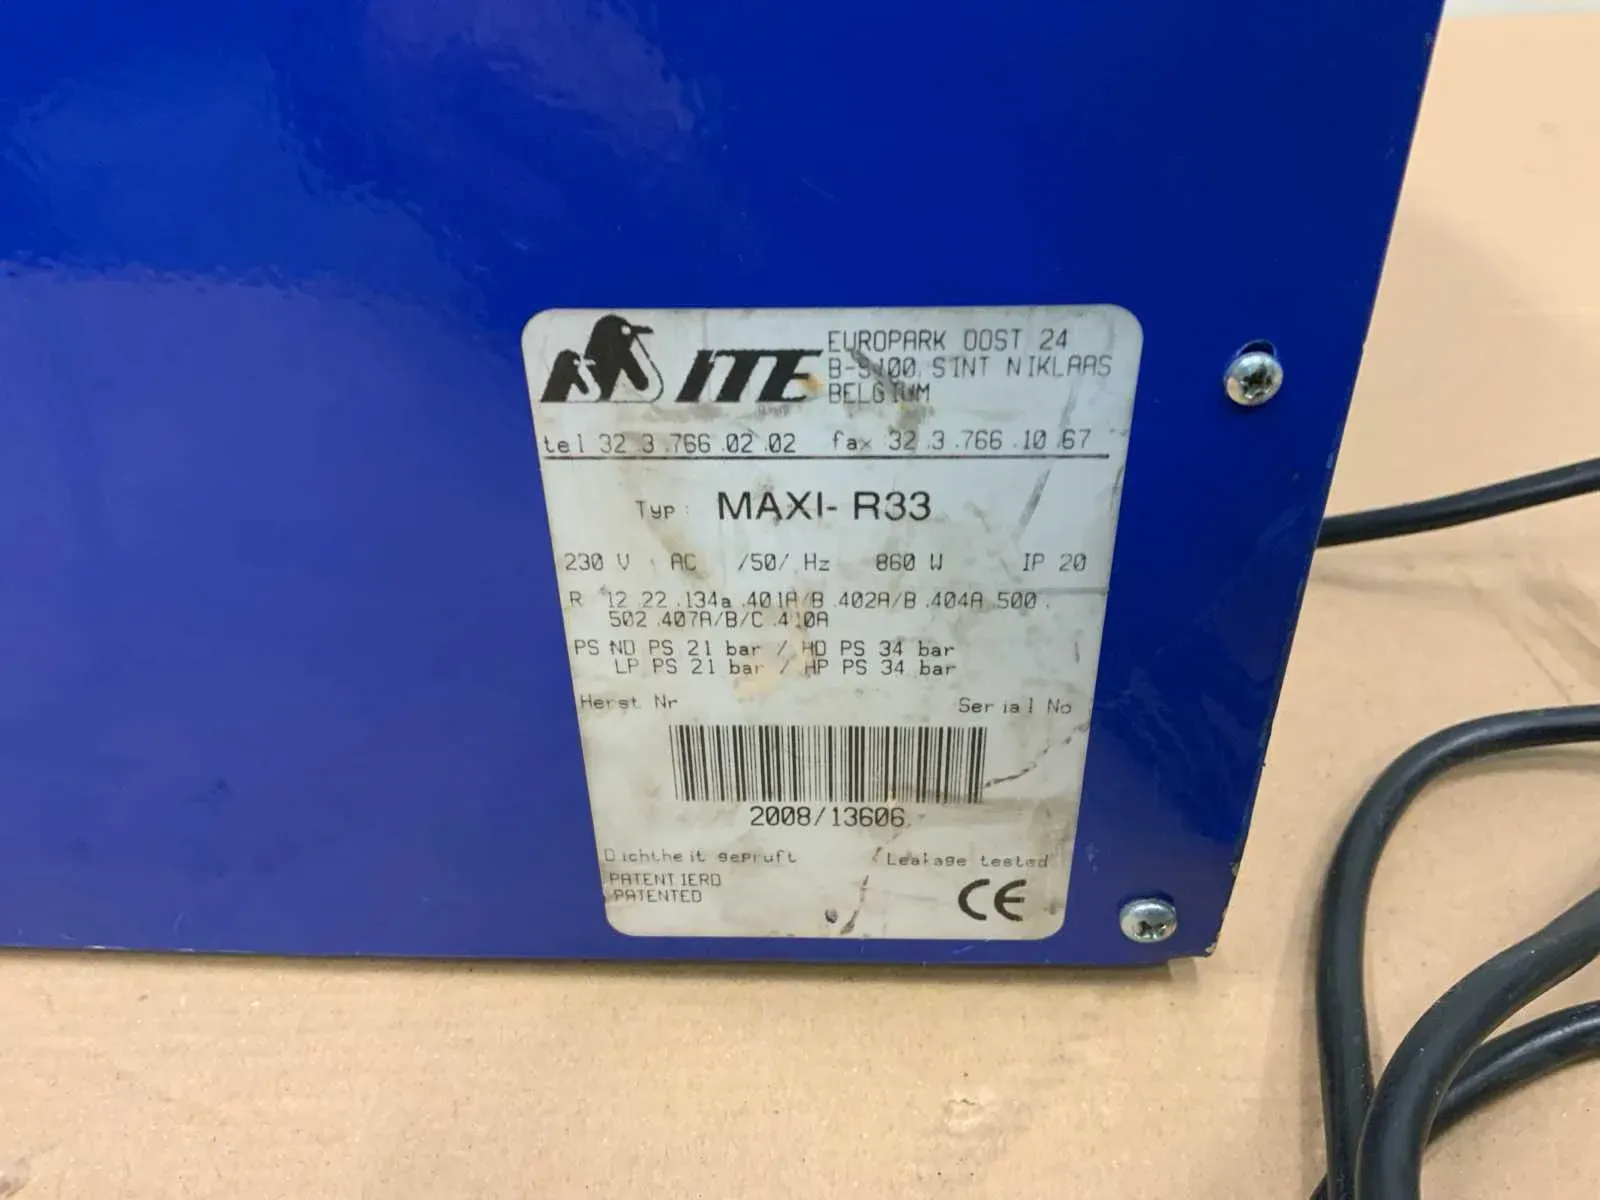 ITE
EUROPARK OOST 24
B-9100 SINT NIKLAAS
BELGIUM
tel 32.3.766.02.02 fax 32.3.766.10.67
Typ: MAXI-R33
230 V AC /50/ Hz 860 W IP 20
R 12.22.134a.401A/B.402A/B.404A.500.
502.407A/B/C.410A
PS ND PS 21 bar / HD PS 34 bar
LP PS 21 bar / HP PS 34 bar
Herst Nr Serial No
2008/13606
Dichtheit gepruft Leakage tested
PATENTIERD
PATENTED
CE